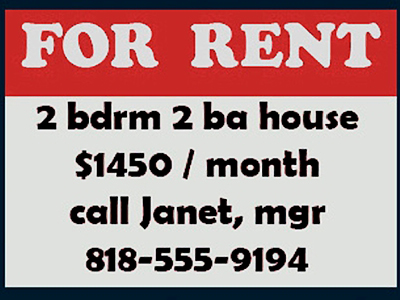 FOR RENT
2 bdrm 2 ba house
$1450 / month
call Janet, mgr
818-555-9194